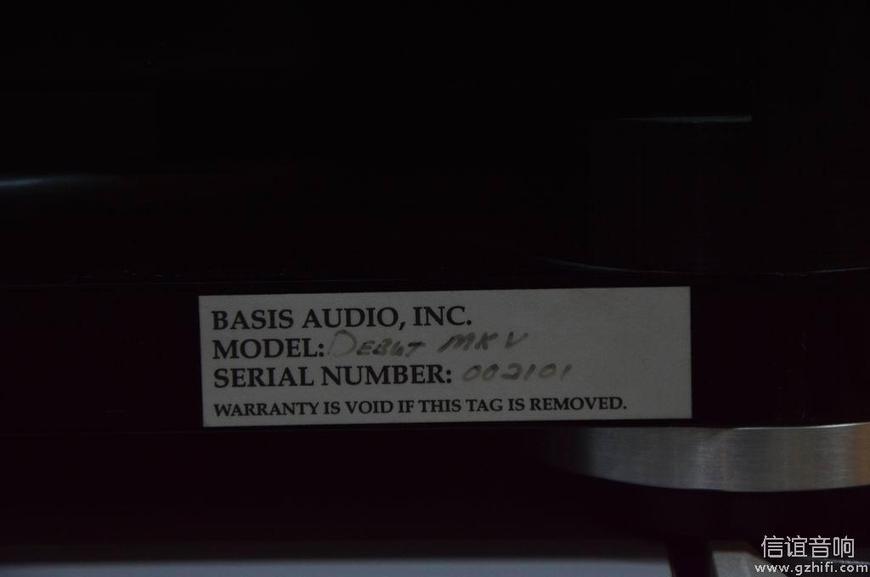 BASIS AUDIO, INC.
MODEL: DEBUT MK V
SERIAL NUMBER: 002101
WARRANTY IS VOID IF THIS TAG IS REMOVED.
信谊音响
www.gzhifi.com